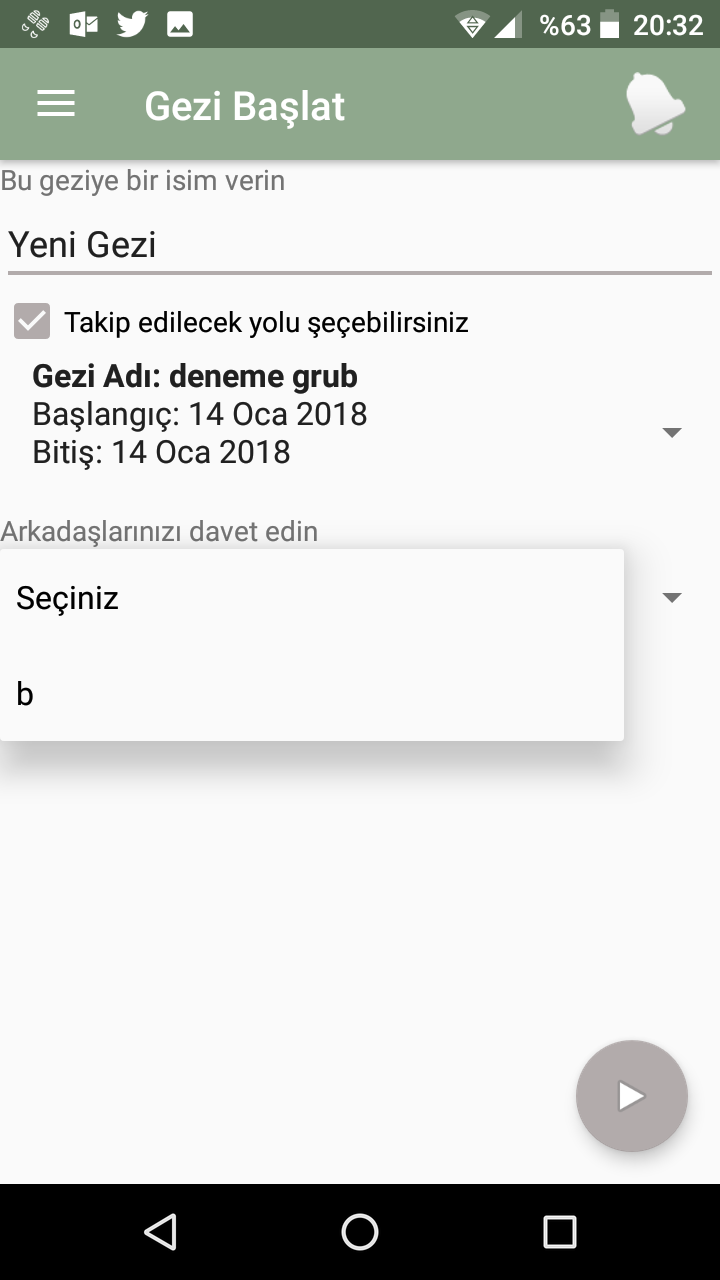 %63 20:32
Gezi Başlat
Bu geziye bir isim verin
Yeni Gezi
Takip edilecek yolu şeçebilirsiniz
Gezi Adı: deneme grub
Başlangıç: 14 Oca 2018
Bitiş: 14 Oca 2018
Arkadaşlarınızı davet edin
Seçiniz
b